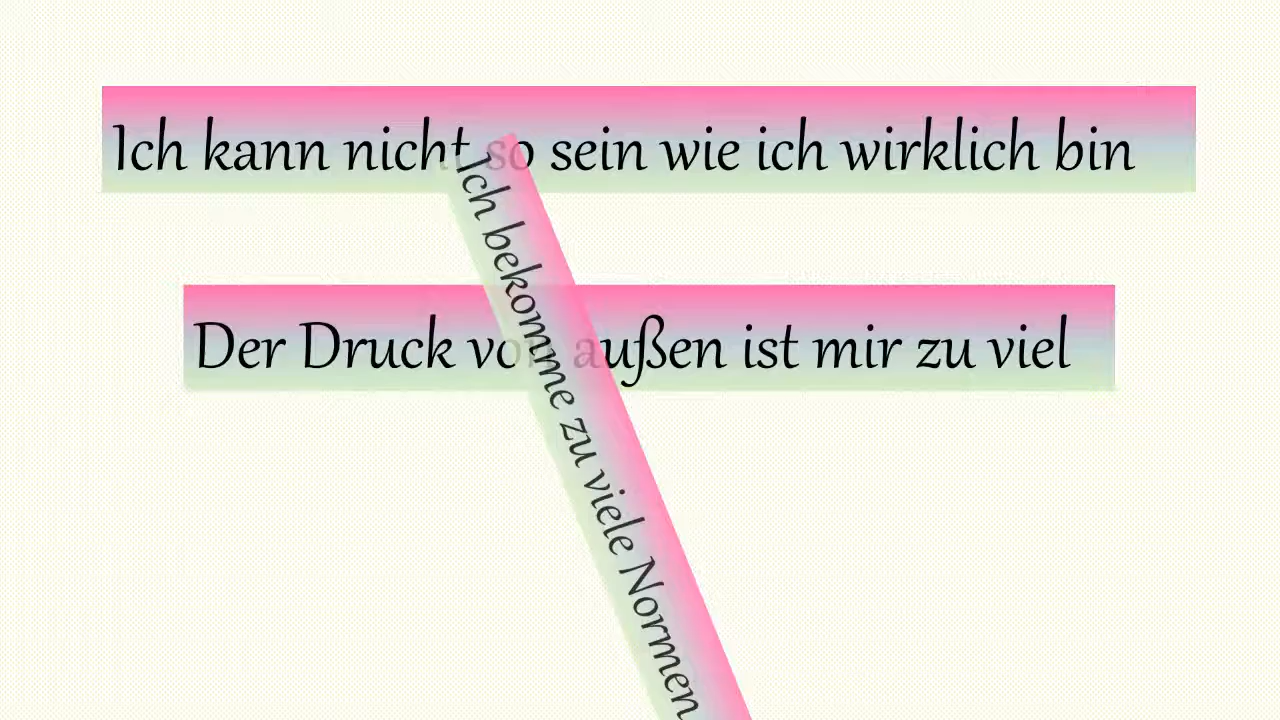 Ich kann nicht so sein wie ich wirklich bin
Der Druck von außen ist mir zu viel
Ich bekomme zu viele Normen